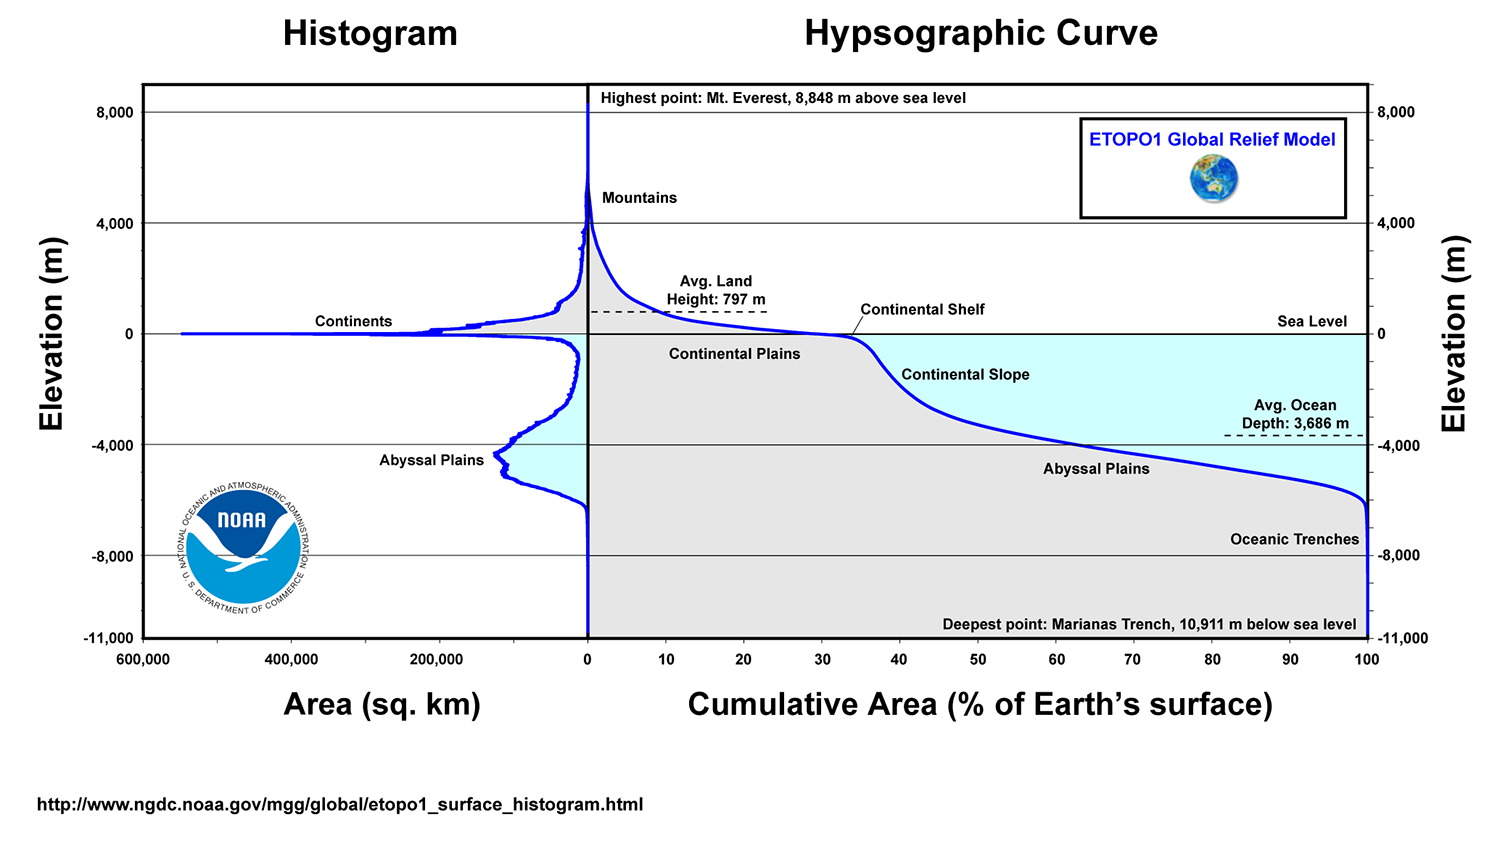 Histogram
Hypsographic Curve
Highest point: Mt. Everest, 8,848 m above sea level
8,000
8,000
ETOPO1 Global Relief Model
Mountains
4,000
4,000
Elevation (m)
Elevation (m)
Avg. Land
Height: 797 m
Continental Shelf
Continents
Sea Level
0
0
Continental Plains
Continental Slope
Avg. Ocean
Depth: 3,686 m
-4,000
-4,000
Abyssal Plains
Abyssal Plains
NATIONAL OCEANIC AND ATMOSPHERIC ADMINISTRATION
NOAA
U.S. DEPARTMENT OF COMMERCE
Oceanic Trenches
-8,000
-8,000
Deepest point: Marianas Trench, 10,911 m below sea level
-11,000
-11,000
600,000 400,000 200,000 0 10 20 30 40 50 60 70 80 90 100
Area (sq. km)
Cumulative Area (% of Earth’s surface)
http://www.ngdc.noaa.gov/mgg/global/etopo1_surface_histogram.html